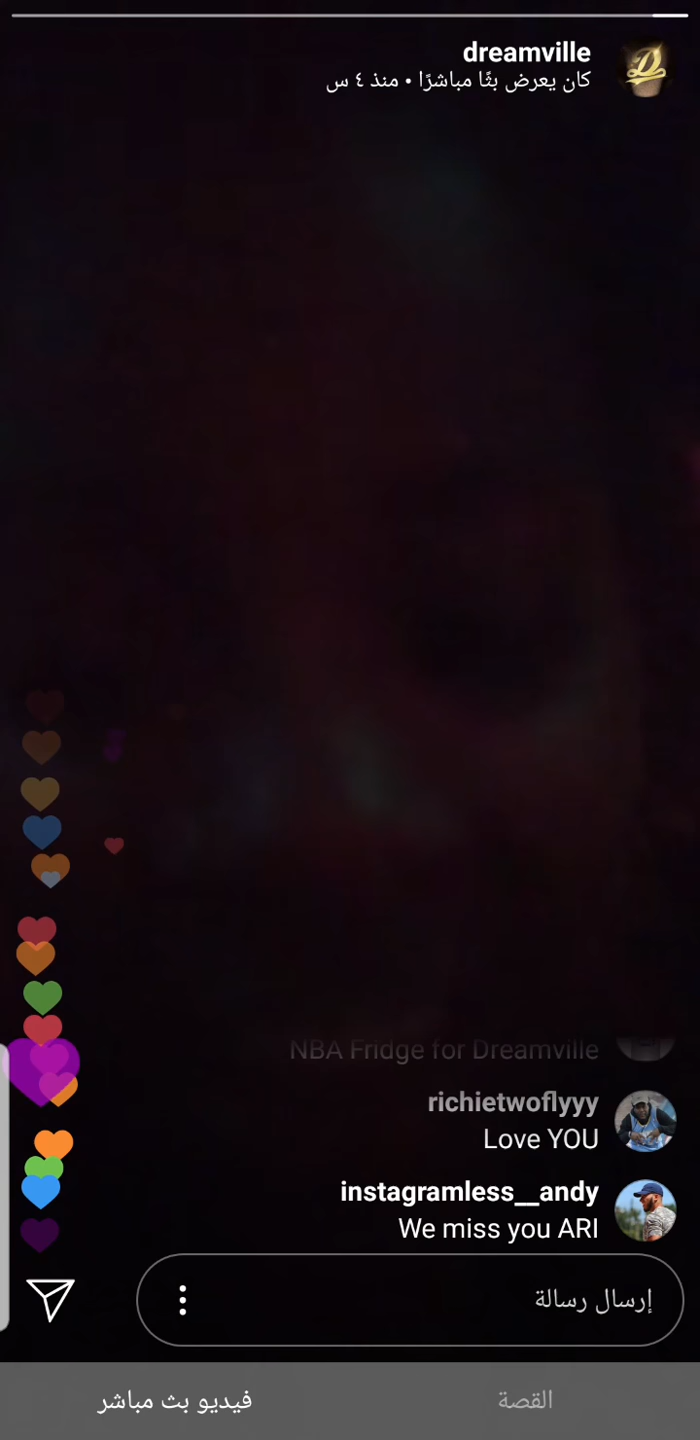 dreamville
كان يعرض بثًا مباشرًا • منذ ٤ س
NBA Fridge for Dreamville
richietwoflyyy
Love YOU
instagramless__andy
We miss you ARI
إرسال رسالة
القصة
فيديو بث مباشر